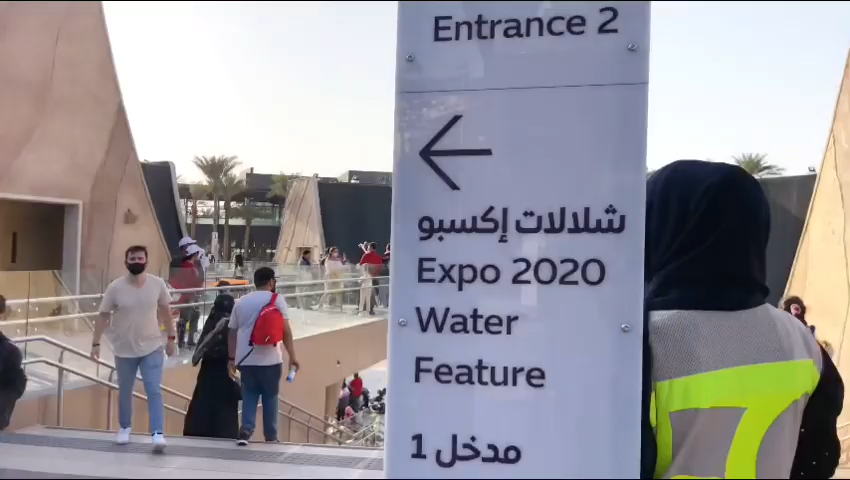 Entrance 2
شلالات إكسبو
Expo 2020
Water
Feature
مدخل 1